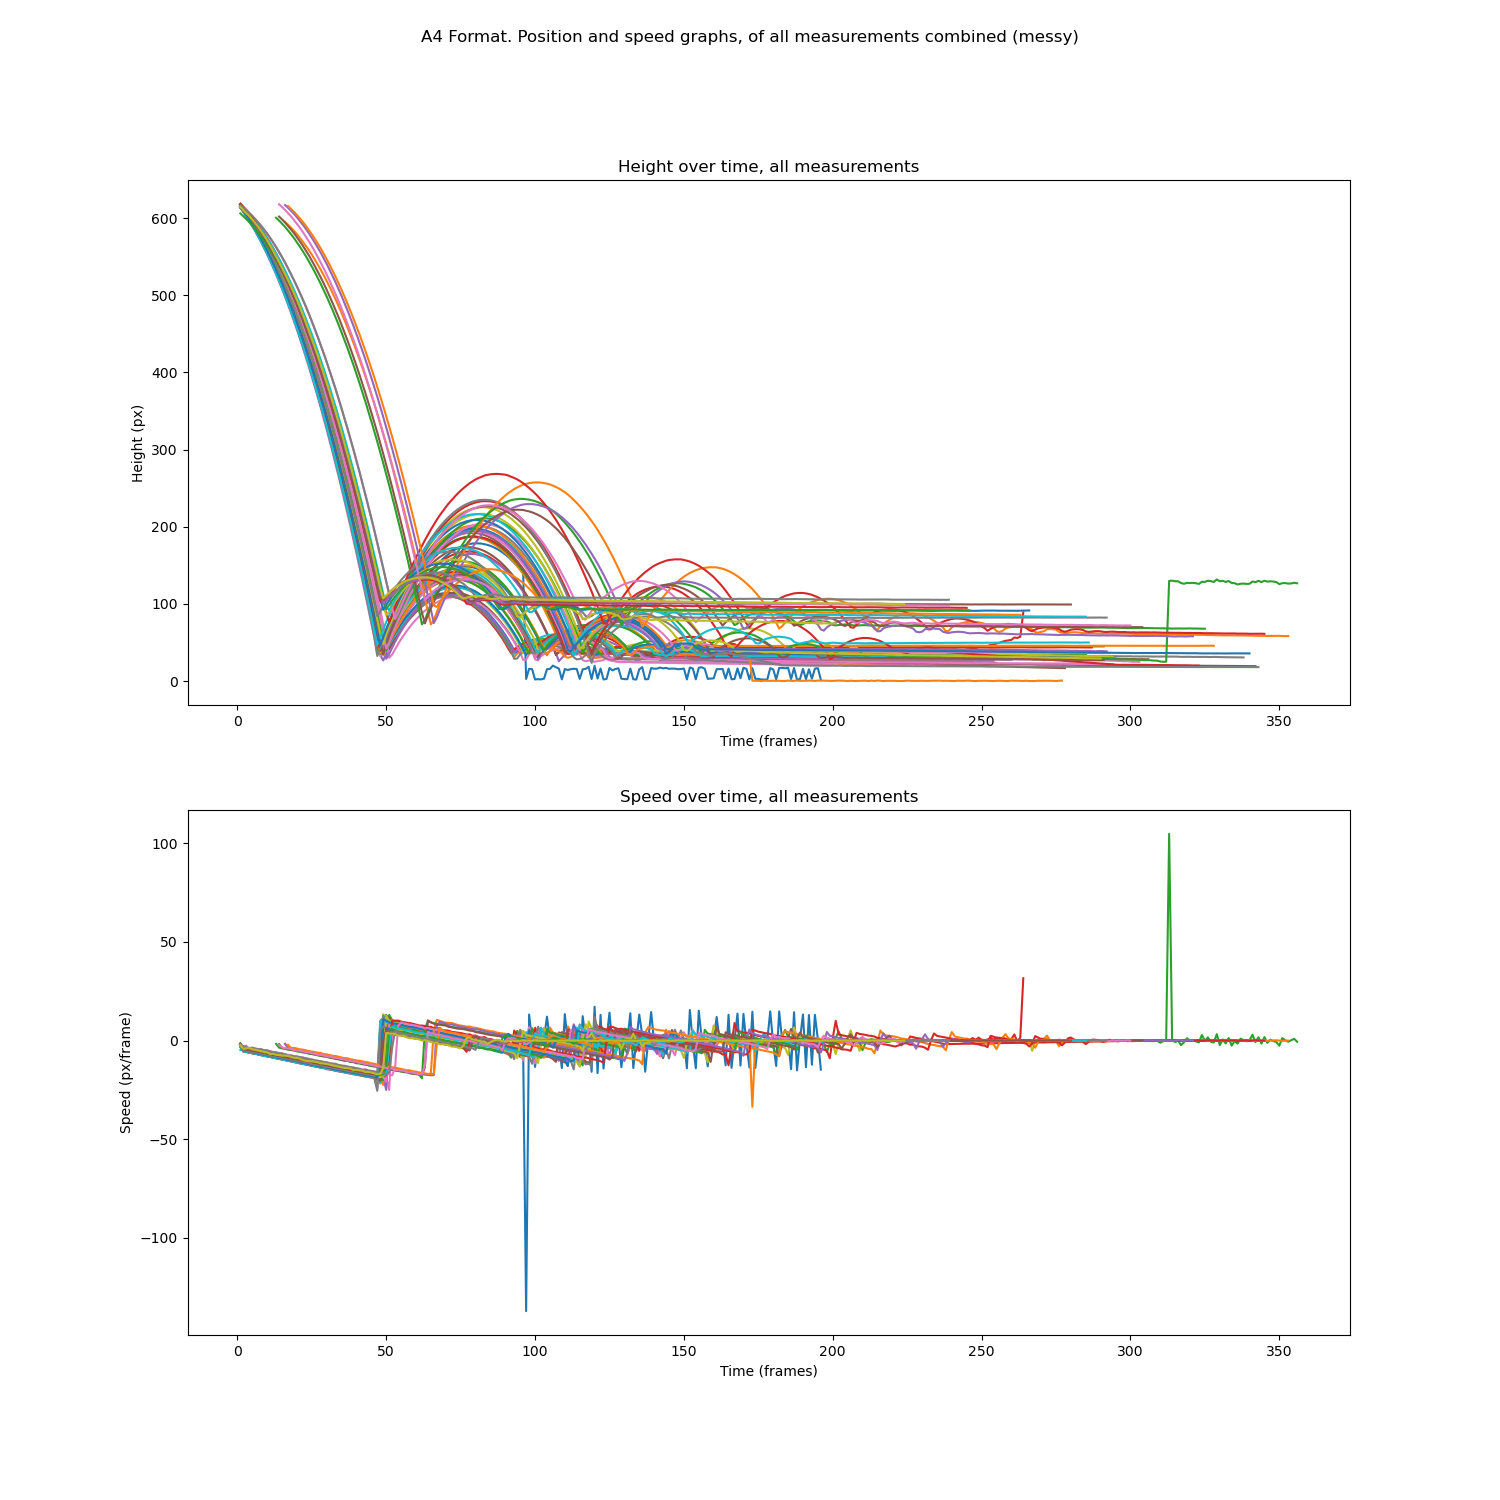 A4 Format. Position and speed graphs, of all measurements combined (messy)
Height over time, all measurements
600
500
400
300
200
100
0
Height (px)
0 50 100 150 200 250 300 350
Time (frames)
Speed over time, all measurements
100
50
0
−50
−100
Speed (px/frame)
0 50 100 150 200 250 300 350
Time (frames)